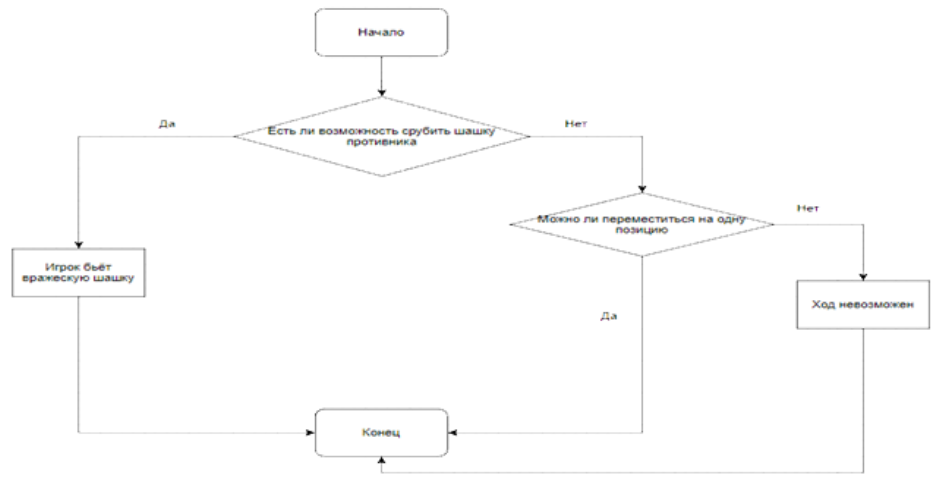 Начало
Да
Есть ли возможность срубить шашку
противника
Нет
Можно ли переместиться на одну
позицию
Нет
Игрок бьёт
вражескую шашку
Ход невозможен
Да
Конец